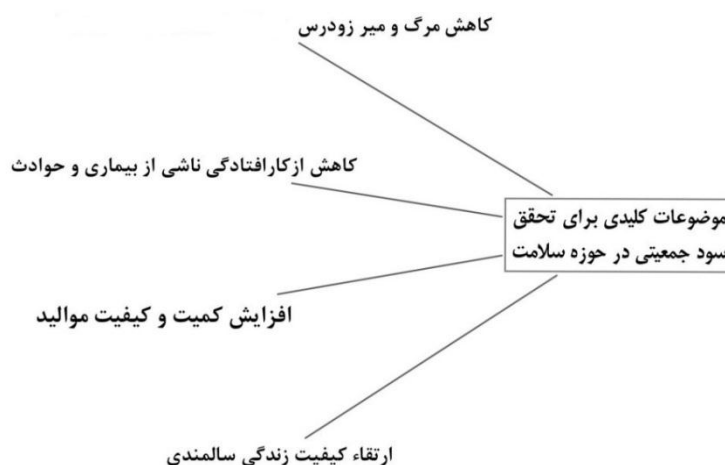 کاهش مرگ و میر زودرس
کاهش ازکارافتادگی ناشی از بیماری و حوادث
موضوعات کلیدی برای تحقق
سود جمعیتی در حوزه سلامت
افزایش کمیت و کیفیت موالید
ارتقاء کیفیت زندگی سالمندی